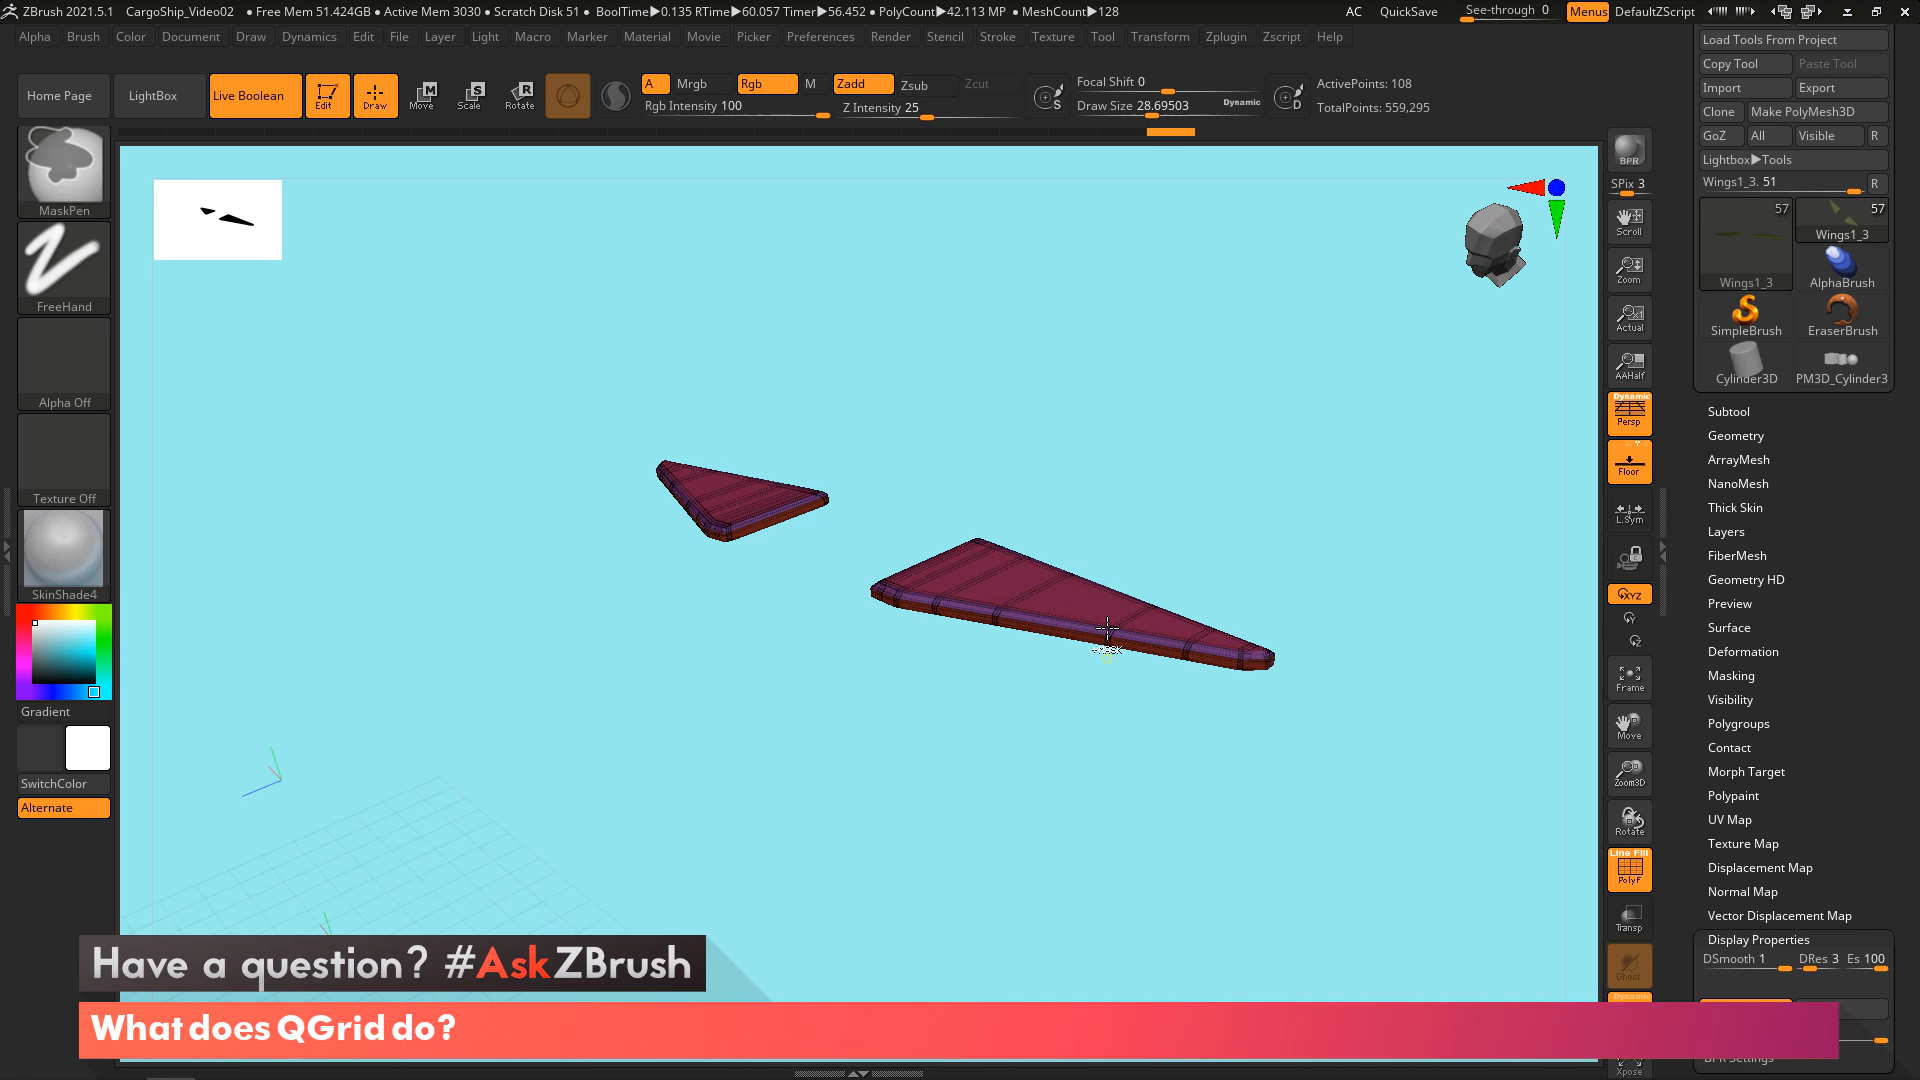 ZBrush 2021.5.1 CargoShip_Video02 • Free Mem 51.424GB • Active Mem 3030 • Scratch Disk 51 • BoolTime▶0.135 RTime▶60.057 Timer▶56.452 • PolyCount▶42.113 MP • MeshCount▶128 AC QuickSave See-through 0 Menus DefaultZScript
Alpha Brush Color Document Draw Dynamics Edit File Layer Light Macro Marker Material Movie Picker Preferences Render Stencil Stroke Texture Tool Transform Zplugin Zscript Help
Home Page LightBox Live Boolean Edit Draw Move Scale Rotate
A Mrgb Rgb M Zadd Zsub Zcut
Rgb Intensity 100 Z Intensity 25
S Focal Shift 0
Draw Size 28.69503 Dynamic D
ActivePoints: 108
TotalPoints: 559,295
MaskPen
FreeHand
Alpha Off
Texture Off
SkinShade4
Gradient
SwitchColor
Alternate
BPR
SPix 3
Scroll
Zoom
Actual
AAHalf
Dynamic
Persp
Floor
L.Sym
XYZ
Frame
Move
Zoom3D
Rotate
Line Fill
PolyF
Transp
Ghost
Dynamic
Xpose
Load Tools From Project
Copy Tool Paste Tool
Import Export
Clone Make PolyMesh3D
GoZ All Visible R
Lightbox▶Tools
Wings1_3. 51 R
57 57
Wings1_3
Wings1_3 AlphaBrush
SimpleBrush EraserBrush
Cylinder3D PM3D_Cylinder3
Subtool
Geometry
ArrayMesh
NanoMesh
Thick Skin
Layers
FiberMesh
Geometry HD
Preview
Surface
Deformation
Masking
Visibility
Polygroups
Contact
Morph Target
Polypaint
UV Map
Texture Map
Displacement Map
Normal Map
Vector Displacement Map
Display Properties
DSmooth 1 DRes 3 Es 100
BPR Settings
Have a question? #AskZBrush
What does QGrid do?